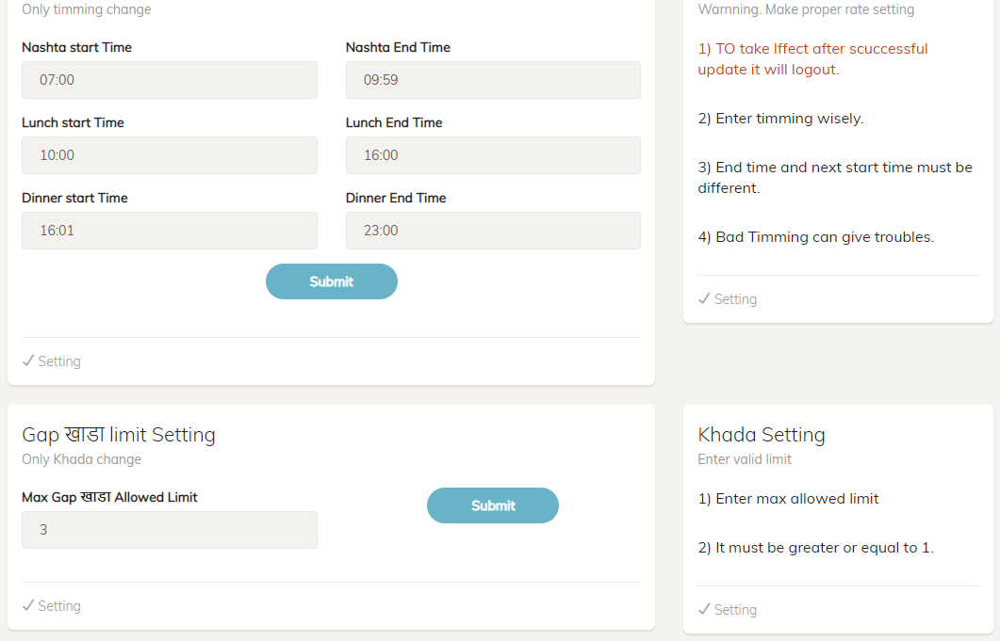 Only timming change
Nashta start Time
Nashta End Time
07:00
09:59
Lunch start Time
Lunch End Time
10:00
16:00
Dinner start Time
Dinner End Time
16:01
23:00
Submit
✓ Setting
Warnning. Make proper rate setting
1) TO take Iffect after scuccessful
update it will logout.
2) Enter timming wisely.
3) End time and next start time must be
different.
4) Bad Timming can give troubles.
✓ Setting
Gap खाडा limit Setting
Only Khada change
Max Gap खाडा Allowed Limit
3
Submit
✓ Setting
Khada Setting
Enter valid limit
1) Enter max allowed limit
2) It must be greater or equal to 1.
✓ Setting